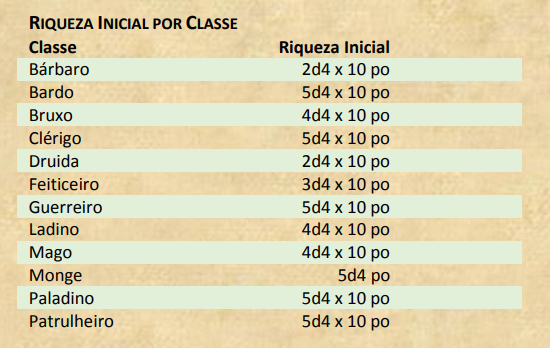 RIQUEZA INICIAL POR CLASSE
Classe Riqueza Inicial
Bárbaro 2d4 x 10 po
Bardo 5d4 x 10 po
Bruxo 4d4 x 10 po
Clérigo 5d4 x 10 po
Druida 2d4 x 10 po
Feiticeiro 3d4 x 10 po
Guerreiro 5d4 x 10 po
Ladino 4d4 x 10 po
Mago 4d4 x 10 po
Monge 5d4 po
Paladino 5d4 x 10 po
Patrulheiro 5d4 x 10 po